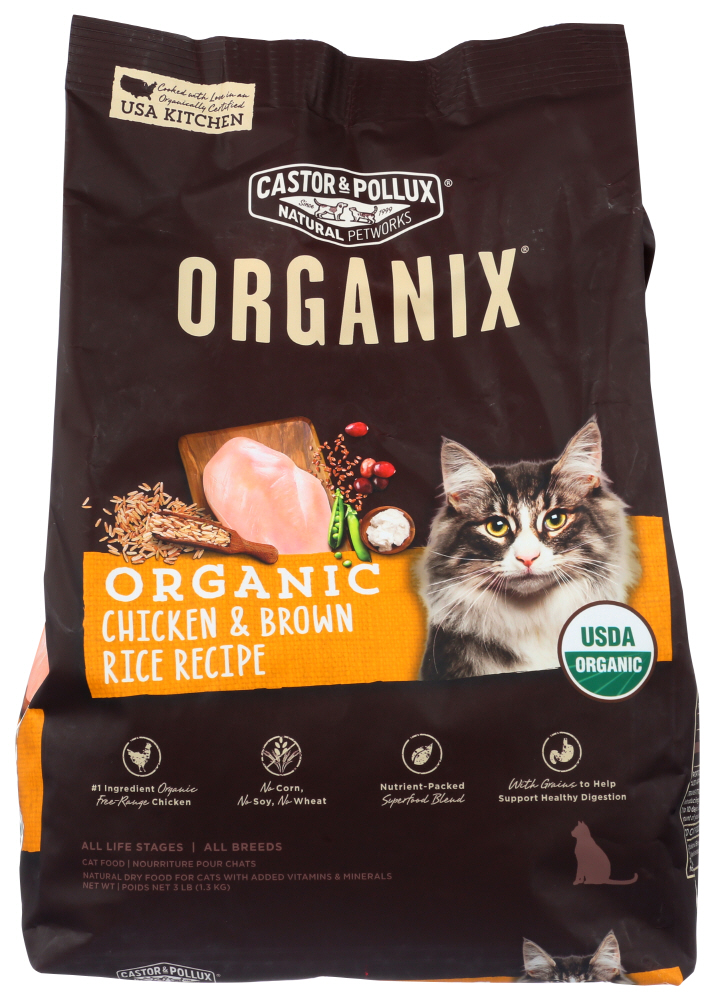 Cooked with Love in an
Organically Certified
USA KITCHEN
CASTOR & POLLUX®
Since 1999
NATURAL PETWORKS
ORGANIX®
ORGANIC
CHICKEN & BROWN
RICE RECIPE
USDA
ORGANIC
#1 Ingredient Organic
Free-Range Chicken
No Corn,
No Soy, No Wheat
Nutrient-Packed
Superfood Blend
With Grains to Help
Support Healthy Digestion
ALL LIFE STAGES | ALL BREEDS
CAT FOOD | NOURRITURE POUR CHATS
NATURAL DRY FOOD FOR CATS WITH ADDED VITAMINS & MINERALS
NET WT | POIDS NET 3 LB (1.3 KG)
CASTOR & POLLUX